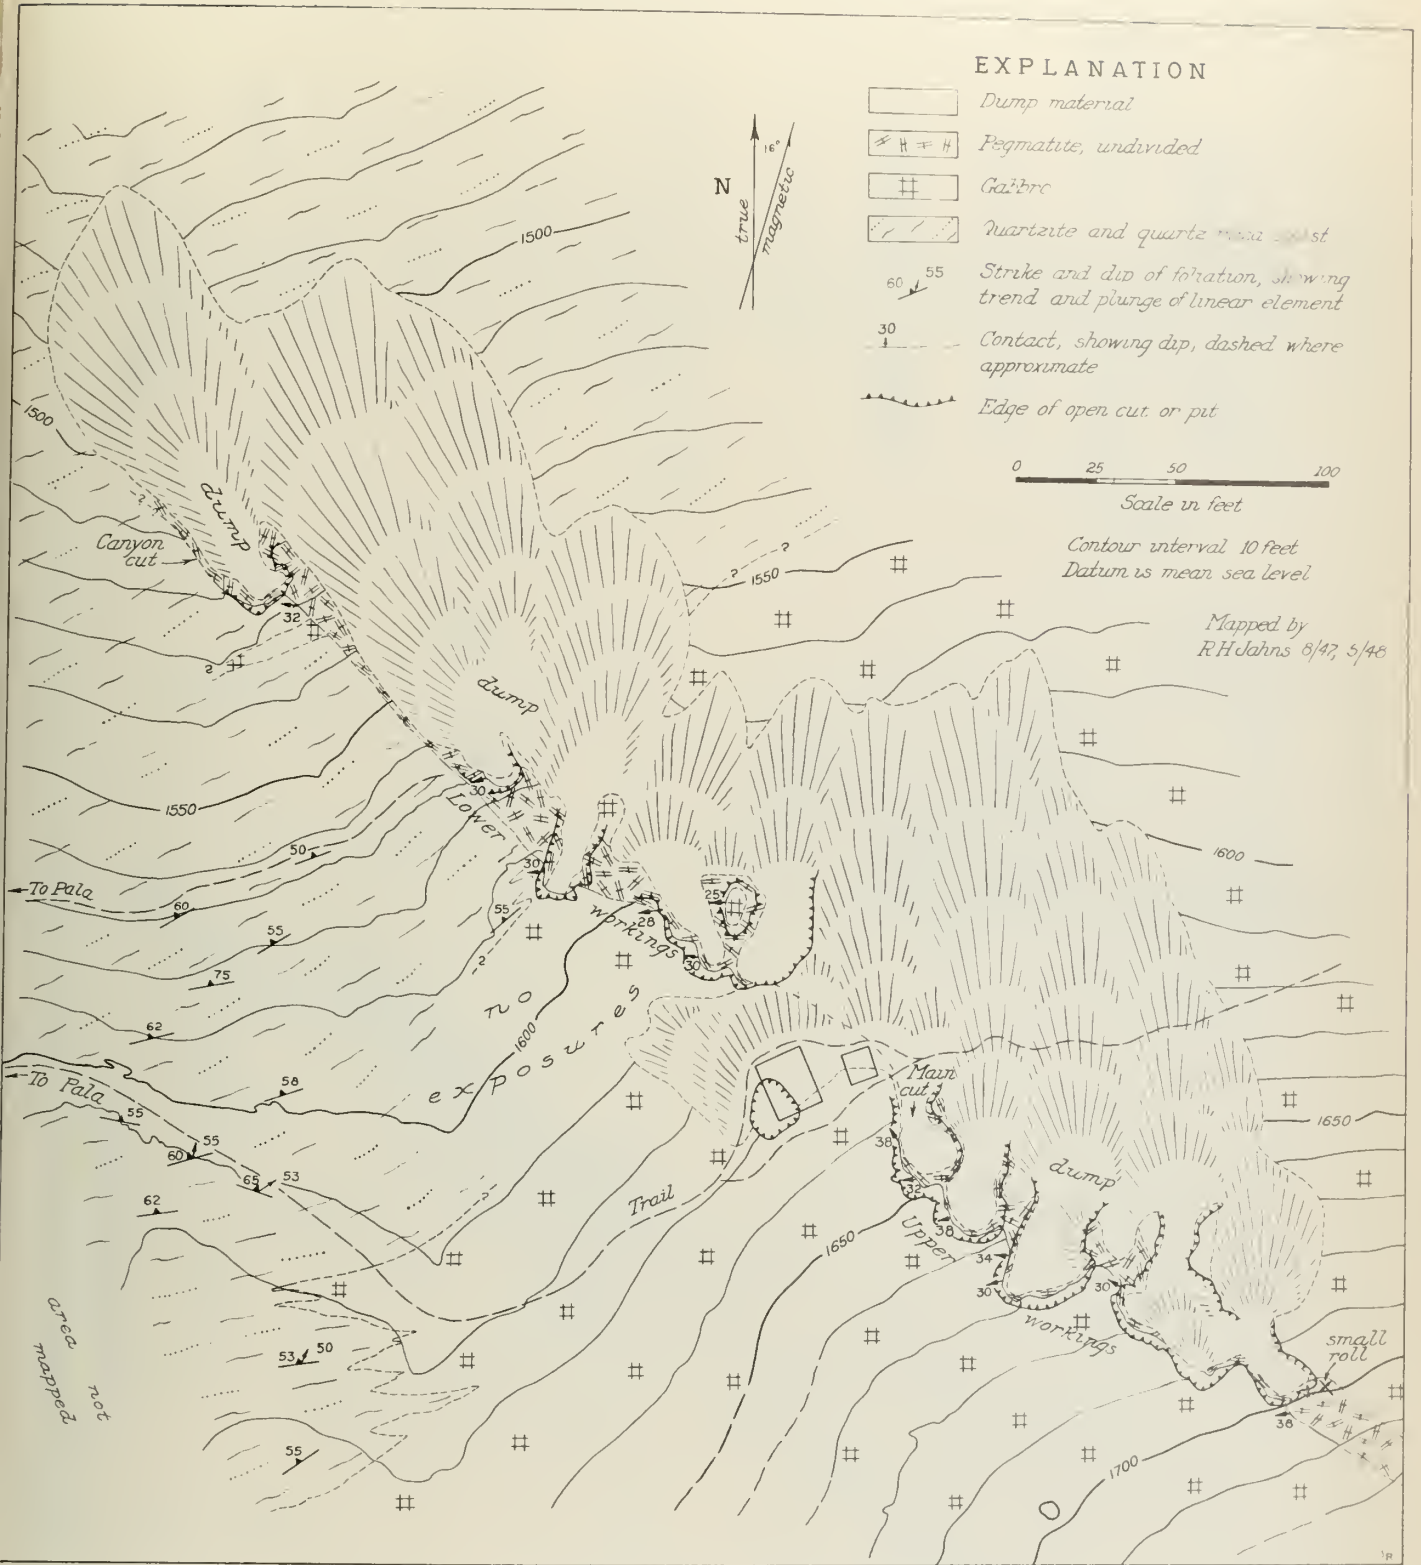 EXPLANATION
Dump material
Pegmatite, undivided
Gabbro
Quartzite and quartz
60 55
Strike and dip of foliation, showing
trend and plunge of linear element
30
Contact, showing dip, dashed where
approximate
Edge of open cut or pit
N
true
magnetic
16°
0 25 50 100
Scale in feet
Contour interval 10 feet
Datum is mean sea level
Mapped by
R H Jahns 8/47, 5/48
1500
1500
dump
Canyon
cut
?
32
?
?
?
1550
dump
1550
30
Lower
workings
50
30
To Pala
60
55
55
25
28
30
75
?
62
no
exposures
1600
1600
To Pala
58
55
55
60
65
53
62
Main
cut
38
32
38
34
30
30
dump
1650
Trail
?
1650
Upper
workings
small
roll
38
area
not
mapped
53 50
55
1700